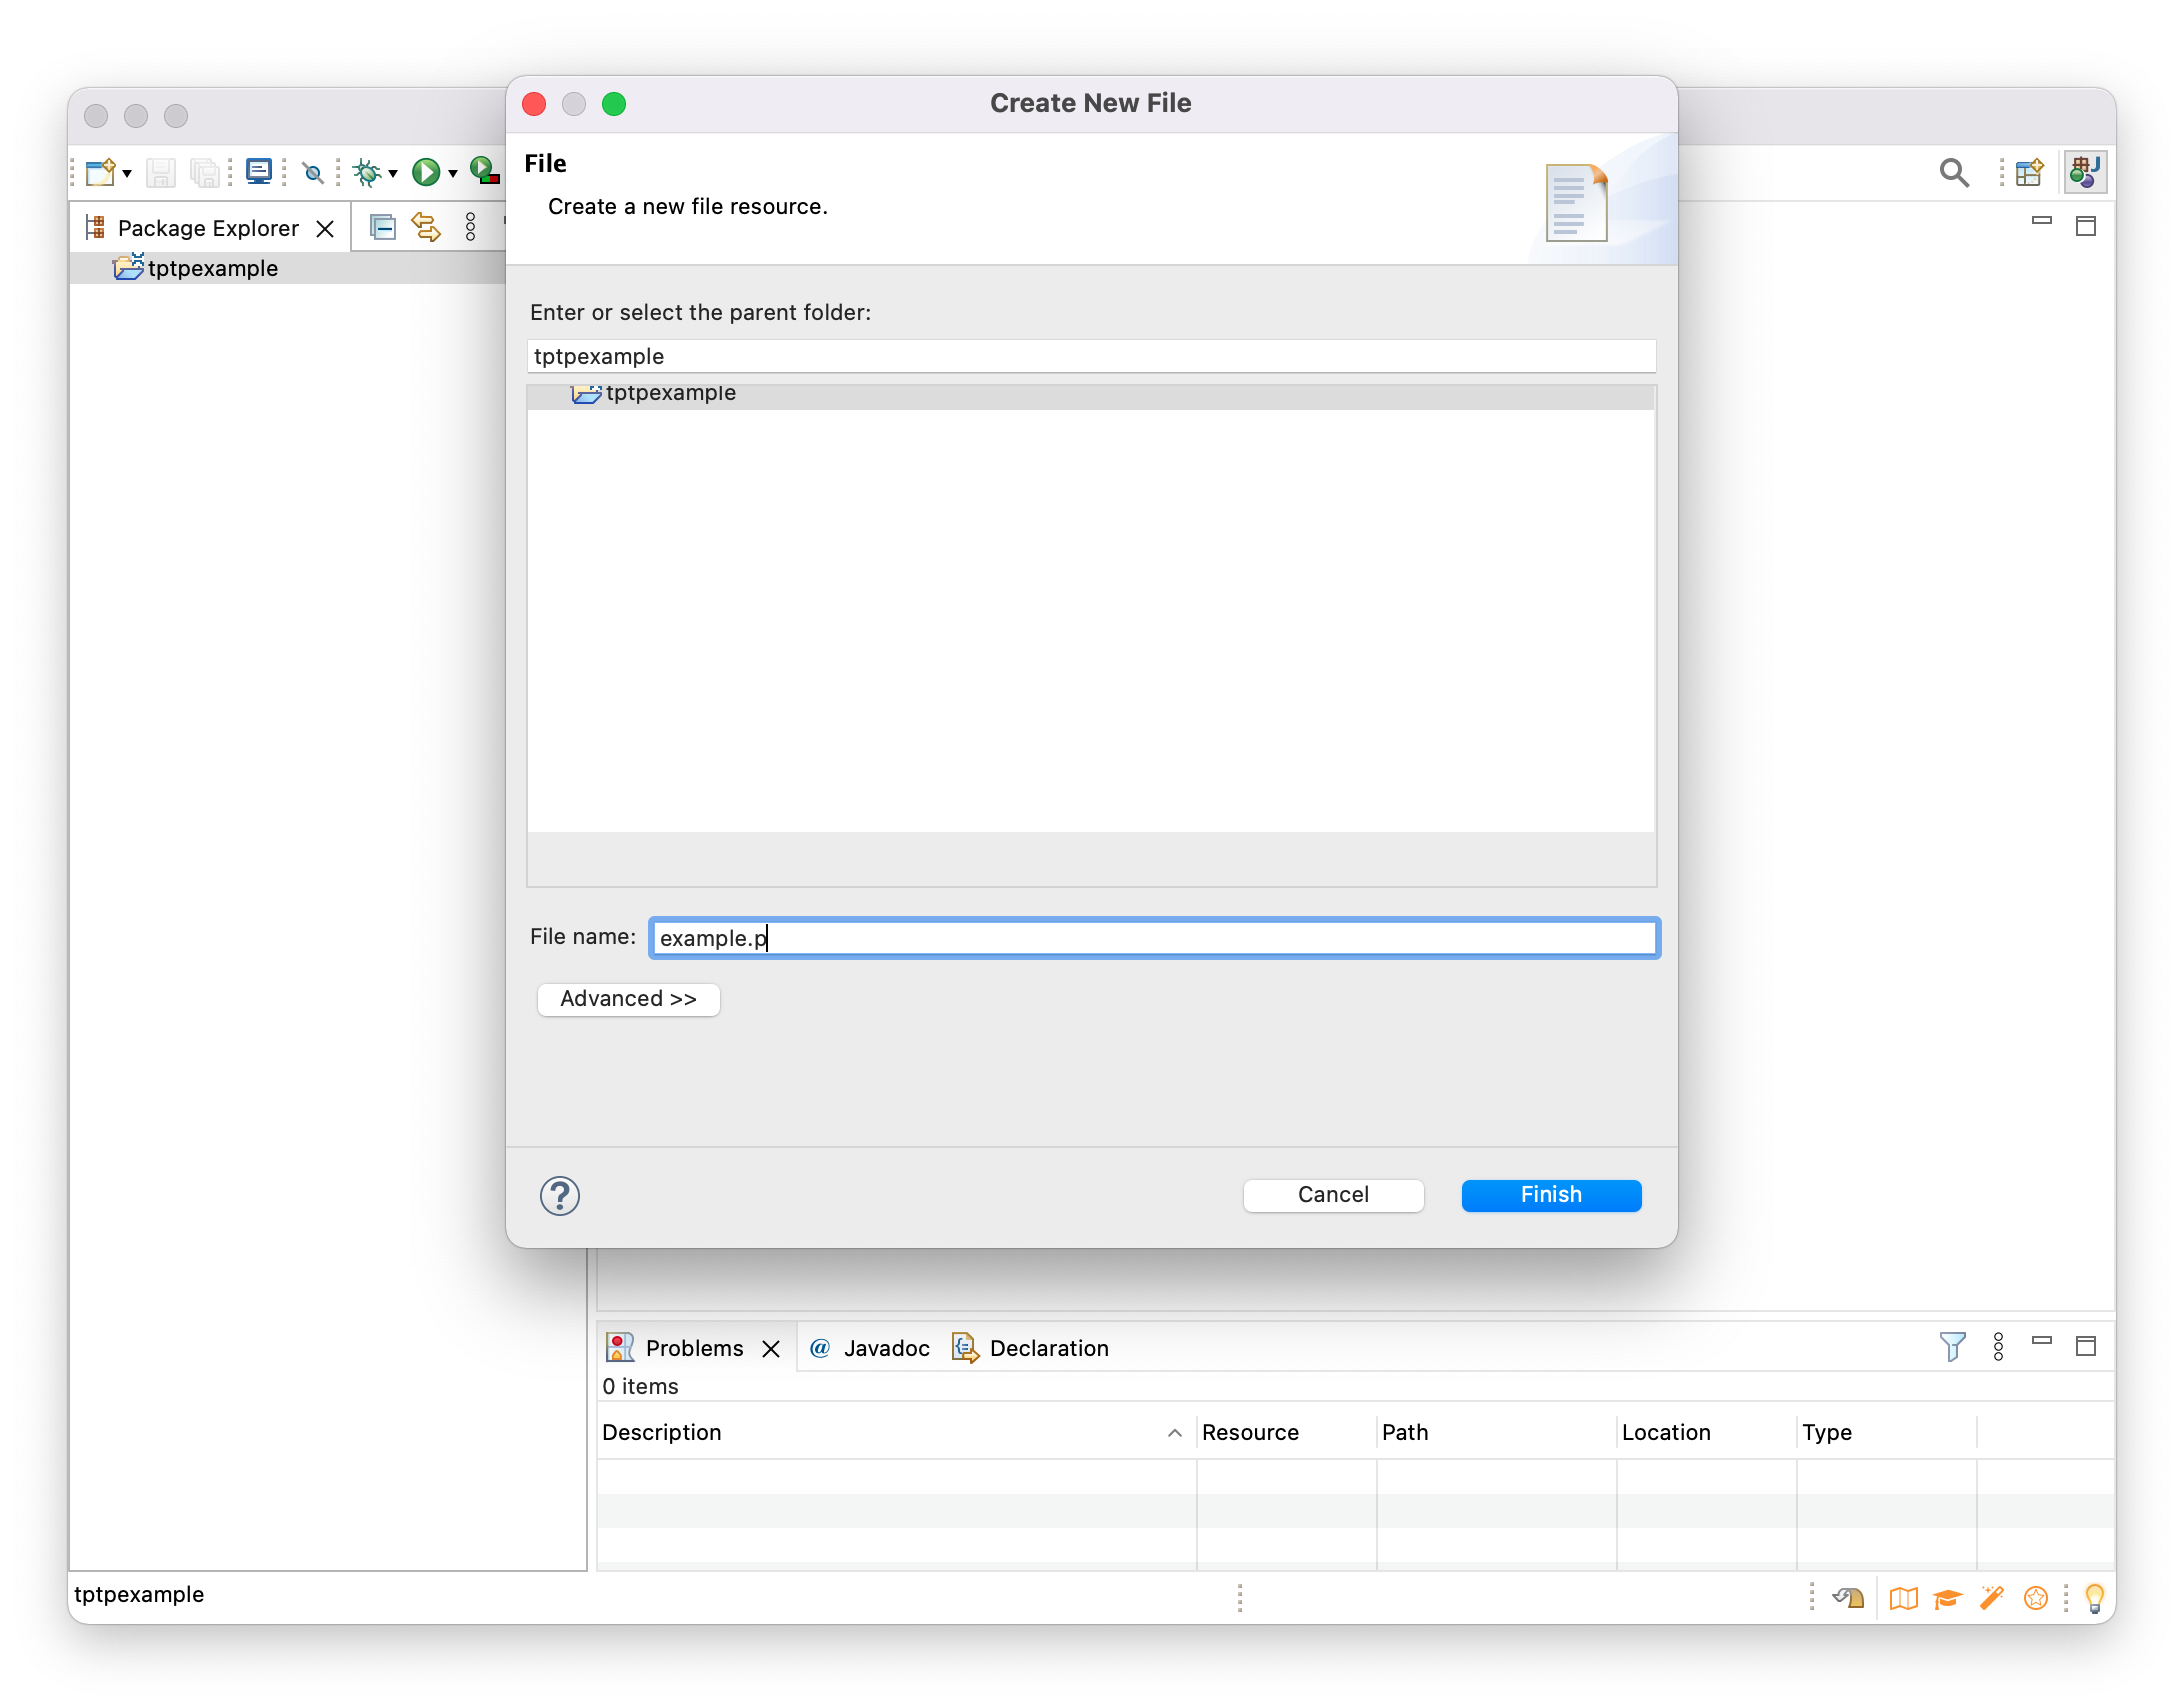 Create New File
File
Create a new file resource.
Package Explorer
tptpexample
Enter or select the parent folder:
tptpexample
tptpexample
File name: example.p
Advanced >>
Cancel Finish
Problems @ Javadoc Declaration
0 items
Description Resource Path Location Type
tptpexample